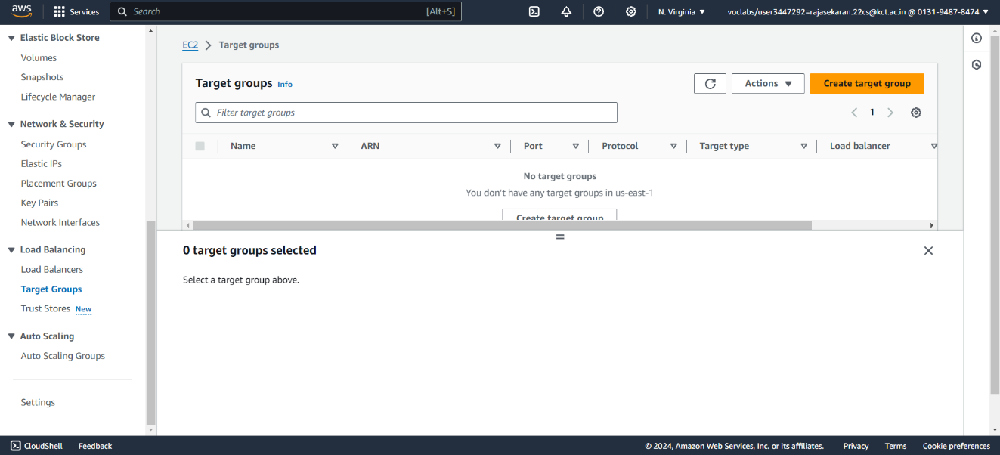 aws Services Search [Alt+S] N. Virginia voclabs/user3447292=rajasekaran.22cs@kct.ac.in @ 0131-9487-8474
Elastic Block Store
Volumes
Snapshots
Lifecycle Manager
Network & Security
Security Groups
Elastic IPs
Placement Groups
Key Pairs
Network Interfaces
Load Balancing
Load Balancers
Target Groups
Trust Stores New
Auto Scaling
Auto Scaling Groups
Settings
EC2 Target groups
Target groups Info Actions Create target group
Filter target groups 1
Name ARN Port Protocol Target type Load balancer
No target groups
You don't have any target groups in us-east-1
Create target group
0 target groups selected
Select a target group above.
CloudShell Feedback © 2024, Amazon Web Services, Inc. or its affiliates. Privacy Terms Cookie preferences